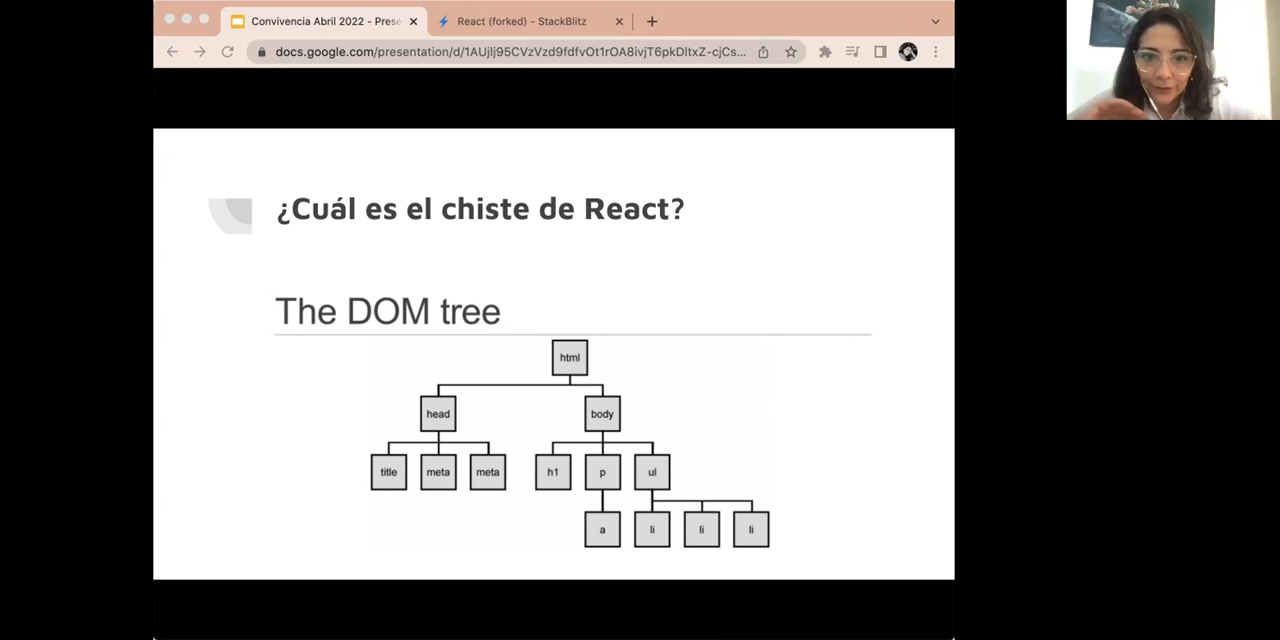 Convivencia Abril 2022 - Prese
React (forked) - StackBlitz
docs.google.com/presentation/d/1AUjlj95CVzVzd9fdfvOt1rOA8ivjT6pkDltxZ-cjCs...
¿Cuál es el chiste de React?
The DOM tree
html
head
body
title
meta
meta
h1
p
ul
a
li
li
li